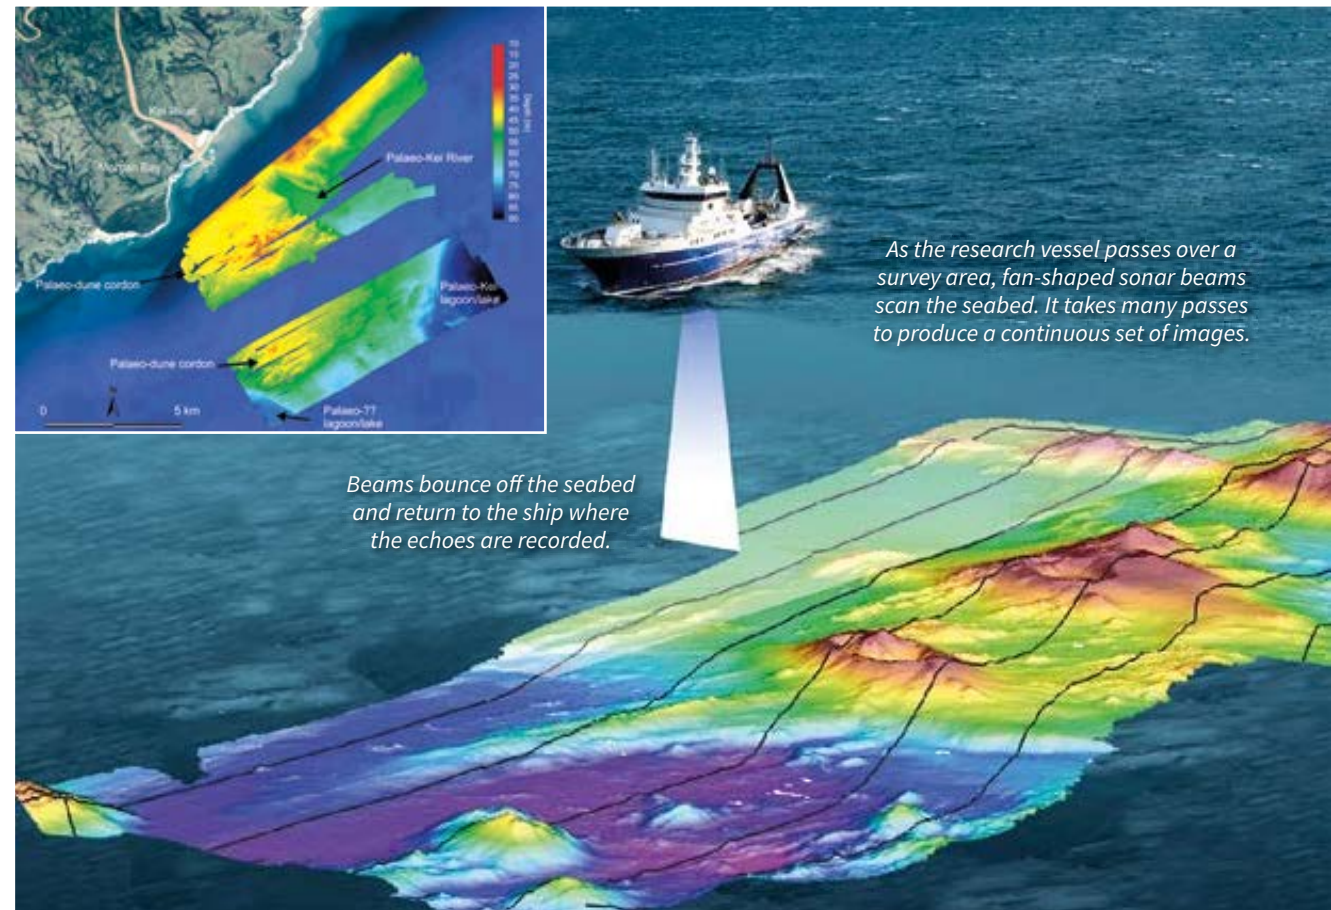 Kei River
Morgan Bay
Palaeo-Kei River
Palaeo-dune cordon
Palaeo-Kei
lagoon/lake
Palaeo-dune cordon
Palaeo-??
lagoon/lake
N
0 5 km
Depth (m)
As the research vessel passes over a
survey area, fan-shaped sonar beams
scan the seabed. It takes many passes
to produce a continuous set of images.
Beams bounce off the seabed
and return to the ship where
the echoes are recorded.